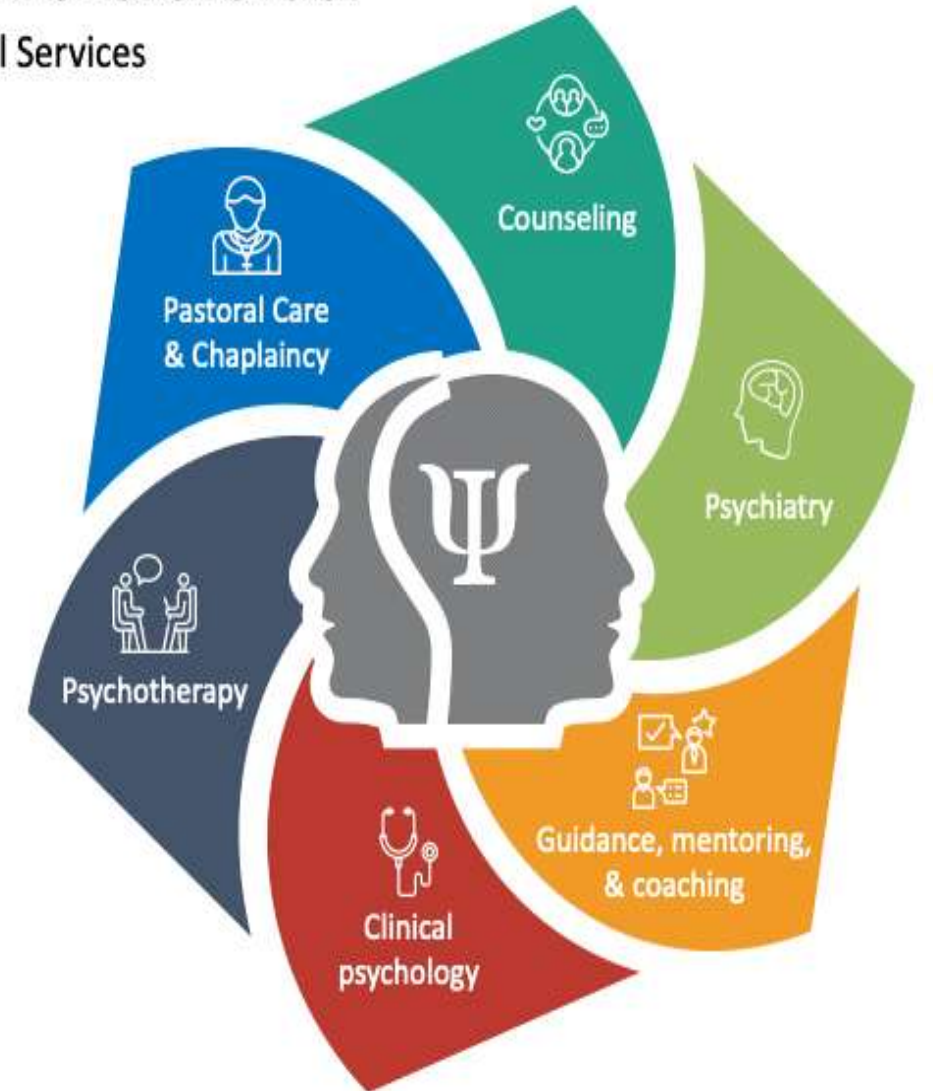 l Services
Counseling
Pastoral Care
& Chaplaincy
Psychiatry
Ψ
Psychotherapy
Guidance, mentoring,
& coaching
Clinical
psychology